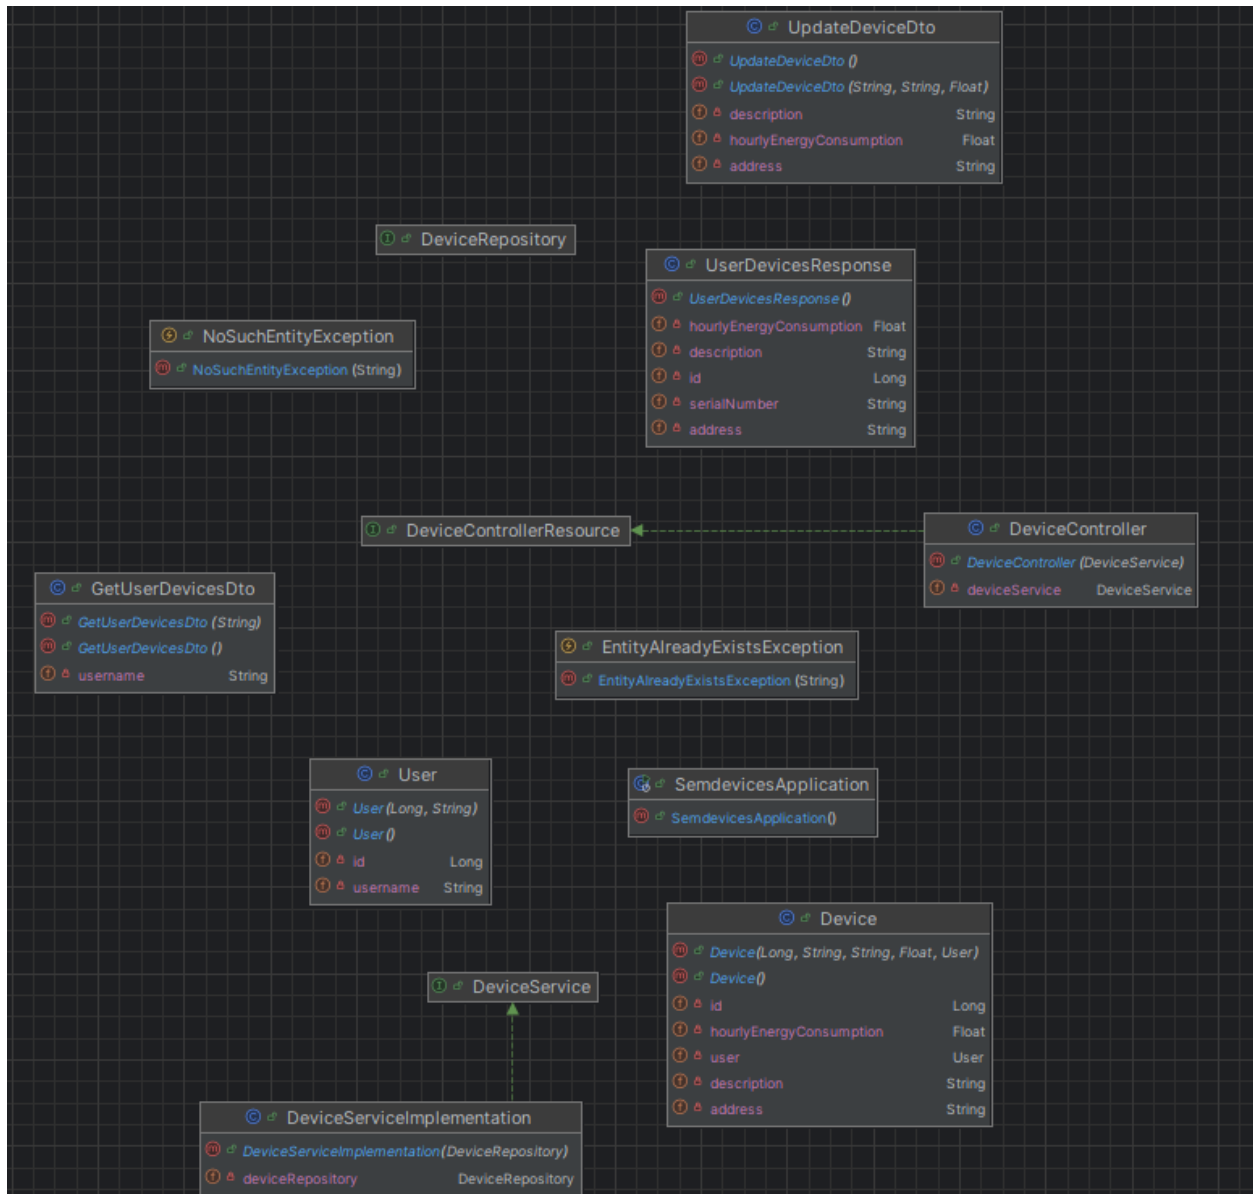 UpdateDeviceDto
UpdateDeviceDto ()
UpdateDeviceDto (String, String, Float)
description String
hourlyEnergyConsumption Float
address String
DeviceRepository
UserDevicesResponse
UserDevicesResponse ()
hourlyEnergyConsumption Float
description String
id Long
serialNumber String
address String
NoSuchEntityException
NoSuchEntityException (String)
DeviceControllerResource
DeviceController
DeviceController (DeviceService)
deviceService DeviceService
GetUserDevicesDto
GetUserDevicesDto (String)
GetUserDevicesDto ()
username String
EntityAlreadyExistsException
EntityAlreadyExistsException (String)
User
User (Long, String)
User ()
id Long
username String
SemdevicesApplication
SemdevicesApplication()
Device
Device(Long, String, String, Float, User)
Device()
id Long
hourlyEnergyConsumption Float
user User
description String
address String
DeviceService
DeviceServiceImplementation
DeviceServiceImplementation(DeviceRepository)
deviceRepository DeviceRepository